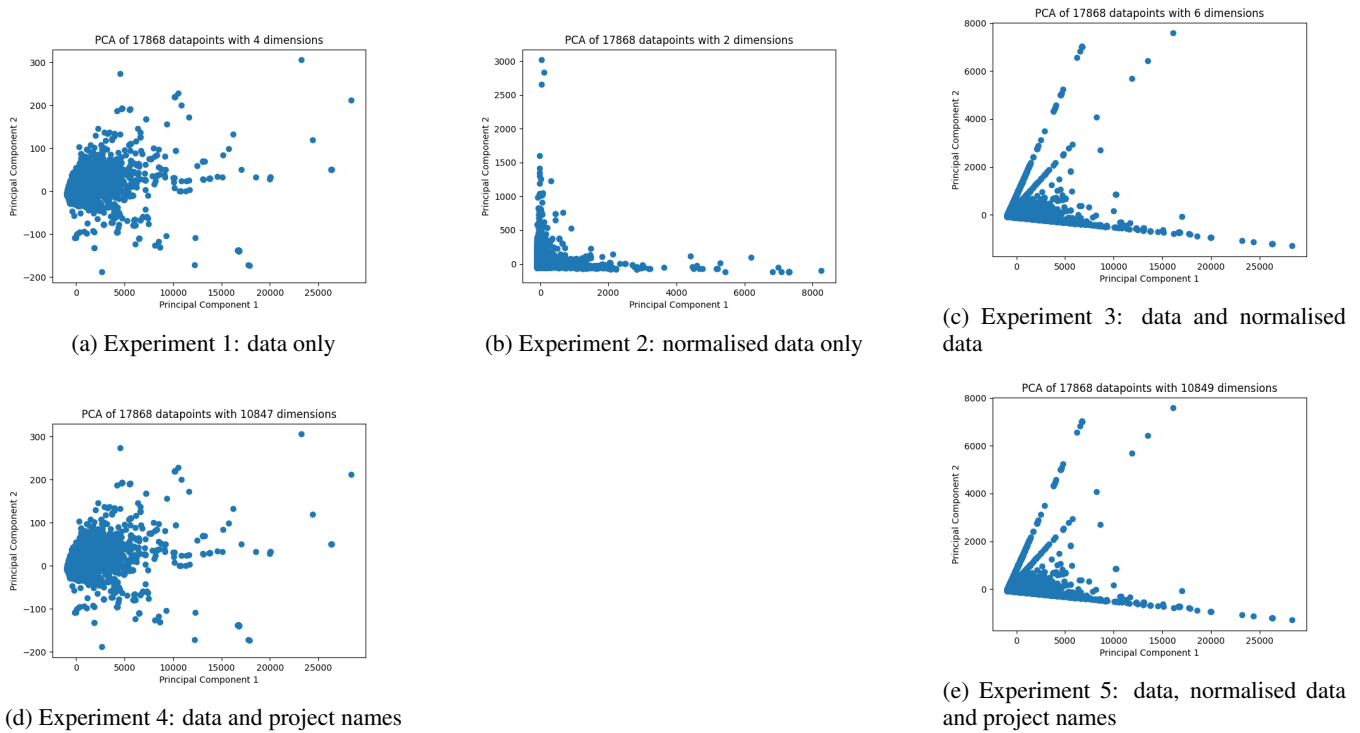 PCA of 17868 datapoints with 4 dimensions
300
200
100
0
−100
−200
Principal Component 2
0 5000 10000 15000 20000 25000
Principal Component 1
(a) Experiment 1: data only
PCA of 17868 datapoints with 2 dimensions
3000
2500
2000
1500
1000
500
0
Principal Component 2
0 2000 4000 6000 8000
Principal Component 1
(b) Experiment 2: normalised data only
PCA of 17868 datapoints with 6 dimensions
8000
6000
4000
2000
0
Principal Component 2
0 5000 10000 15000 20000 25000
Principal Component 1
(c) Experiment 3: data and normalised
data
PCA of 17868 datapoints with 10847 dimensions
300
200
100
0
−100
−200
Principal Component 2
0 5000 10000 15000 20000 25000
Principal Component 1
(d) Experiment 4: data and project names
PCA of 17868 datapoints with 10849 dimensions
8000
6000
4000
2000
0
Principal Component 2
0 5000 10000 15000 20000 25000
Principal Component 1
(e) Experiment 5: data, normalised data
and project names